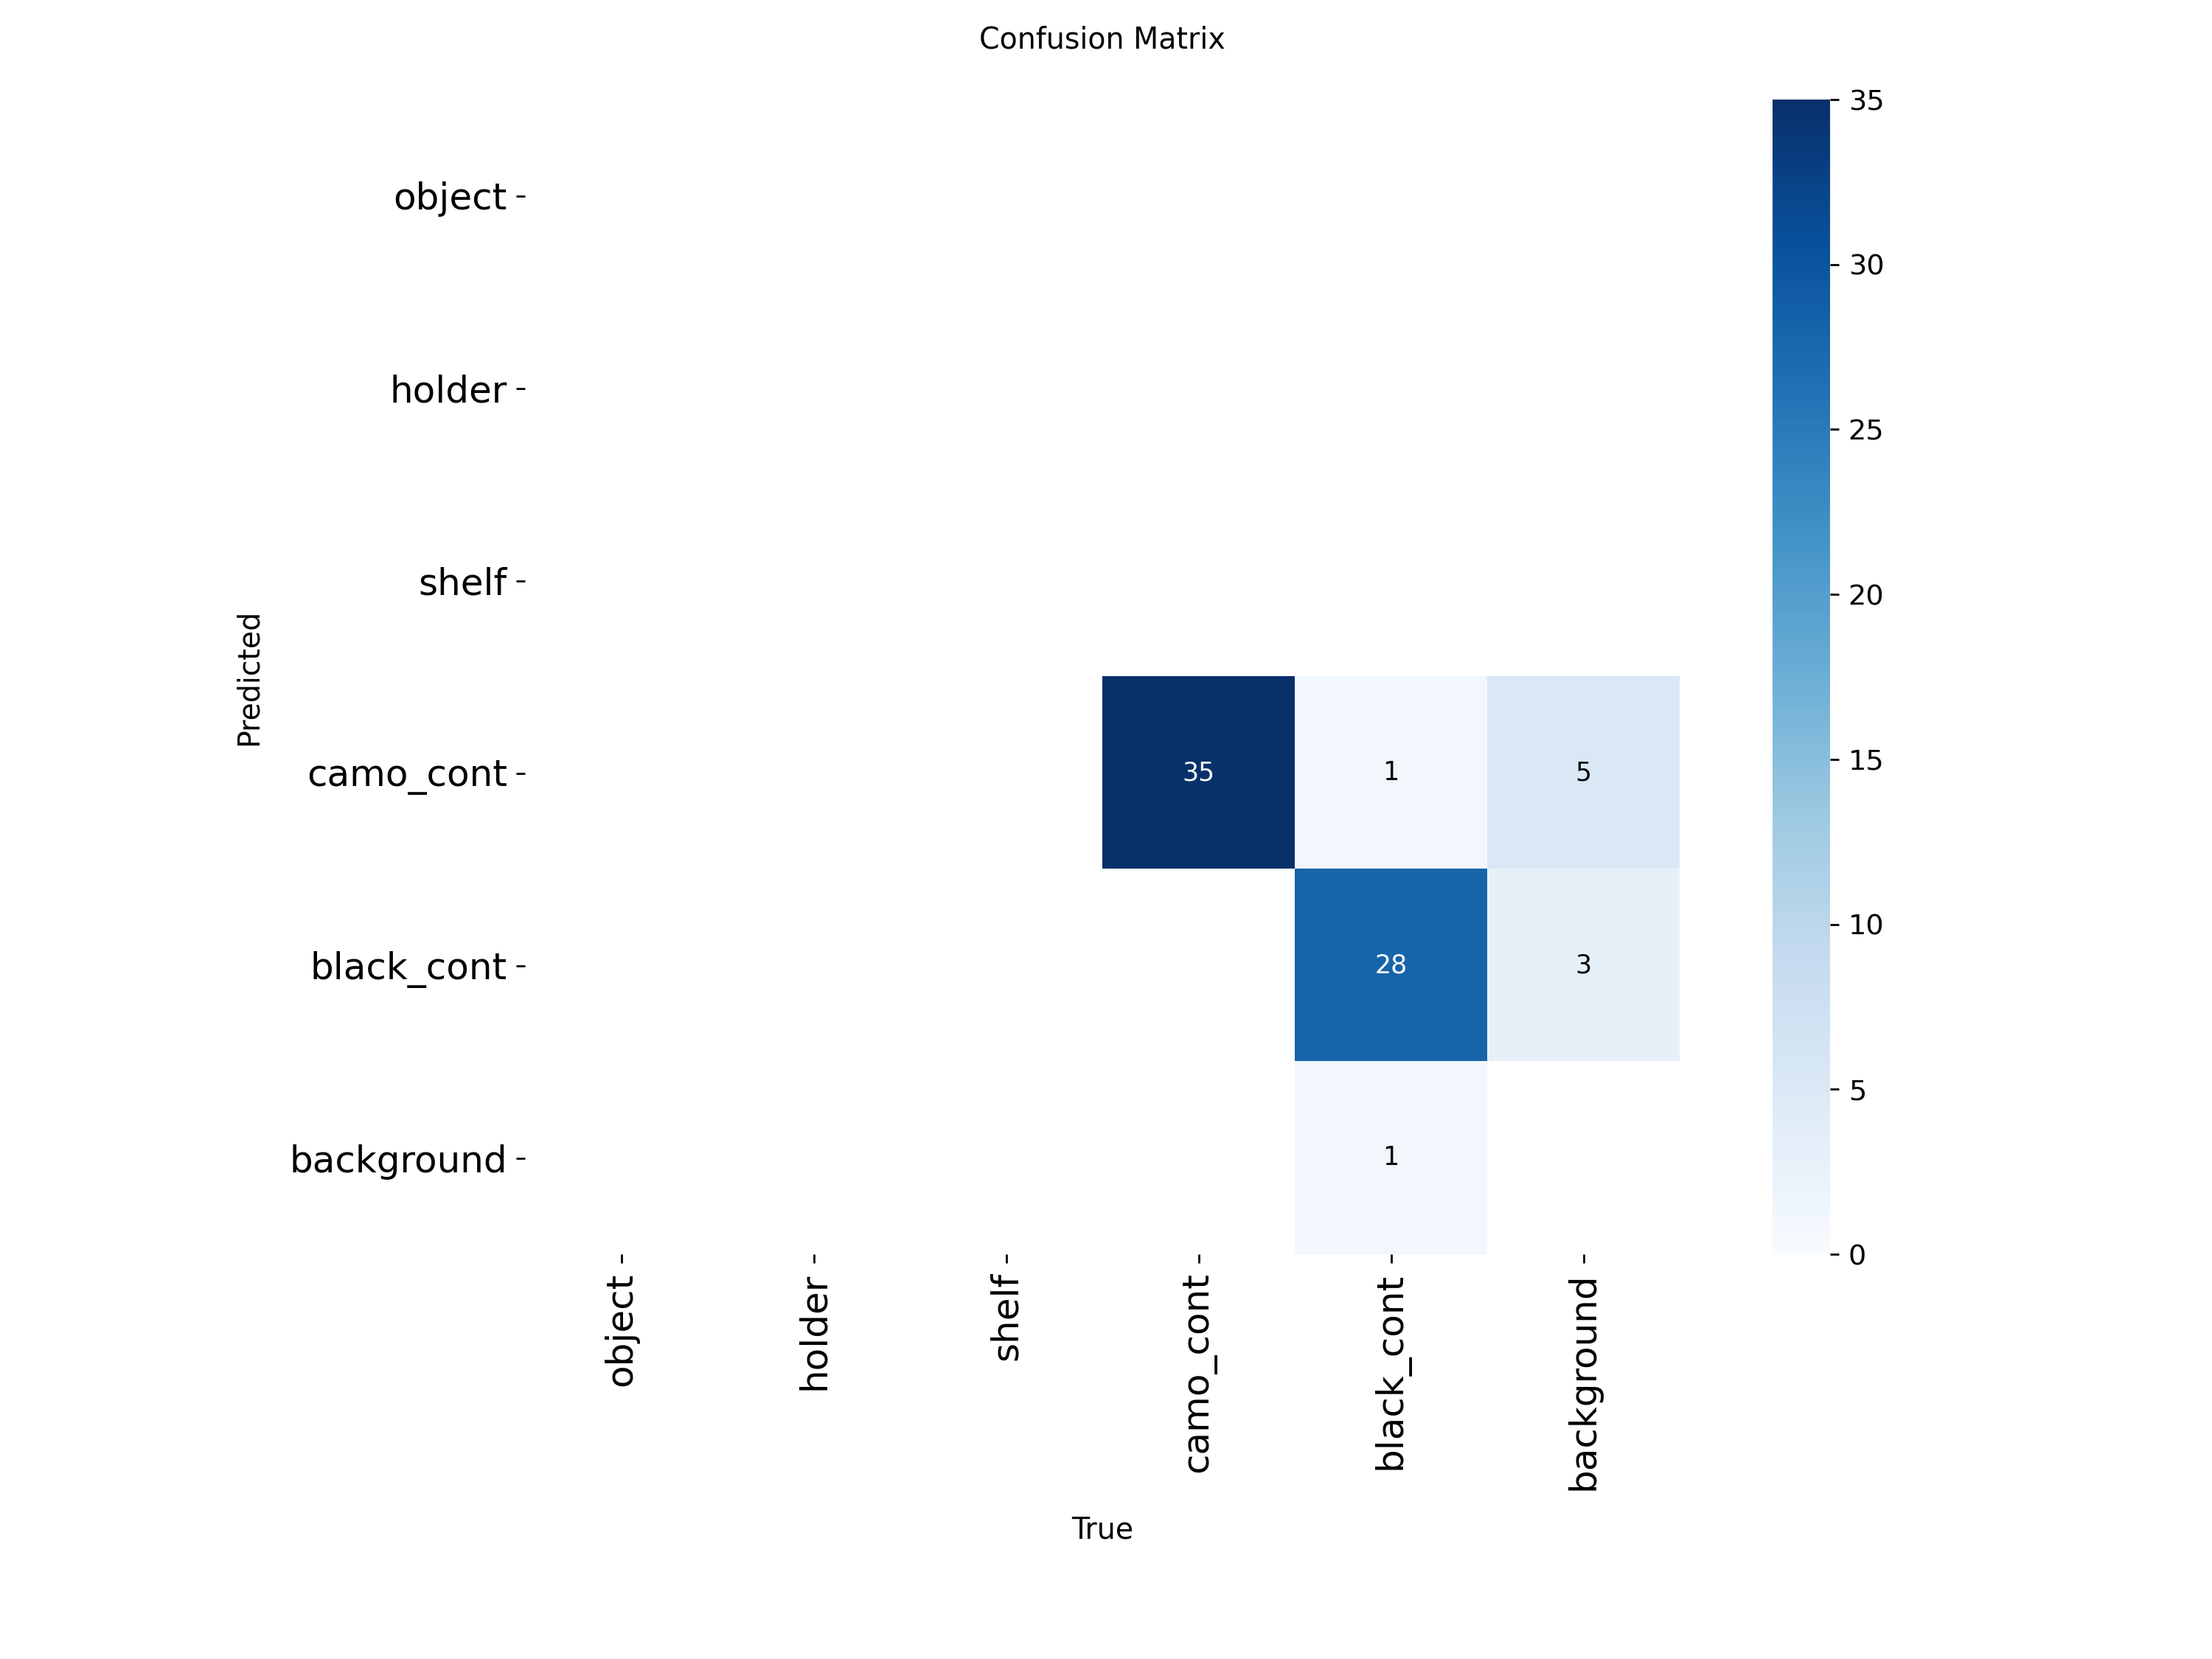 Confusion Matrix
Predicted
object
holder
shelf
camo_cont
black_cont
background
35 1 5
28 3
1
object holder shelf camo_cont black_cont background
True
35
30
25
20
15
10
5
0